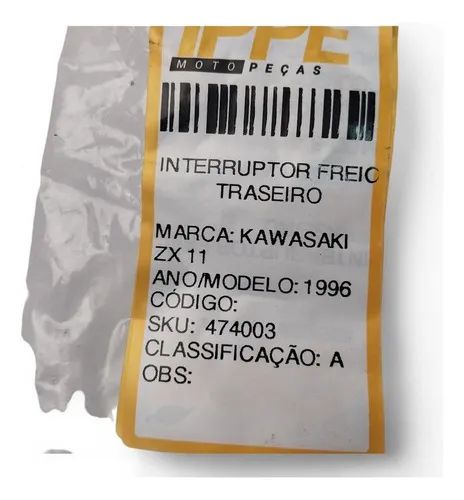 IPPE
MOTO PEÇAS
INTERRUPTOR FREIO
TRASEIRO
MARCA: KAWASAKI
ZX 11
ANO/MODELO: 1996
CÓDIGO:
SKU: 474003
CLASSIFICAÇÃO: A
OBS: